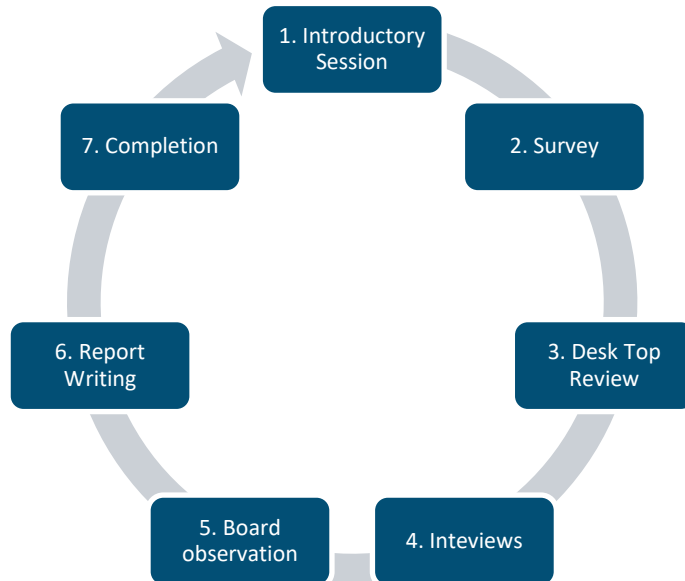 1. Introductory
Session
2. Survey
3. Desk Top
Review
4. Inteviews
5. Board
observation
6. Report
Writing
7. Completion